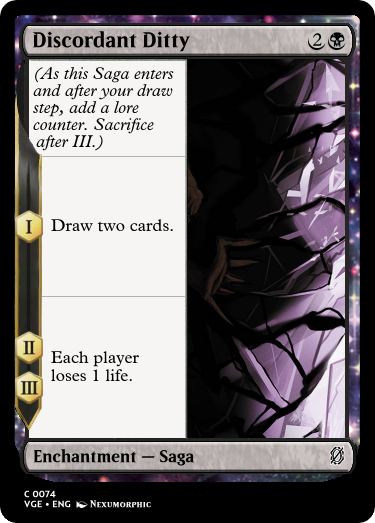 Discordant Ditty 2
(As this Saga enters
and after your draw
step, add a lore
counter. Sacrifice
after III.)
I
Draw two cards.
II
III
Each player
loses 1 life.
Enchantment — Saga
C 0074
VGE • ENG Nexumorphic